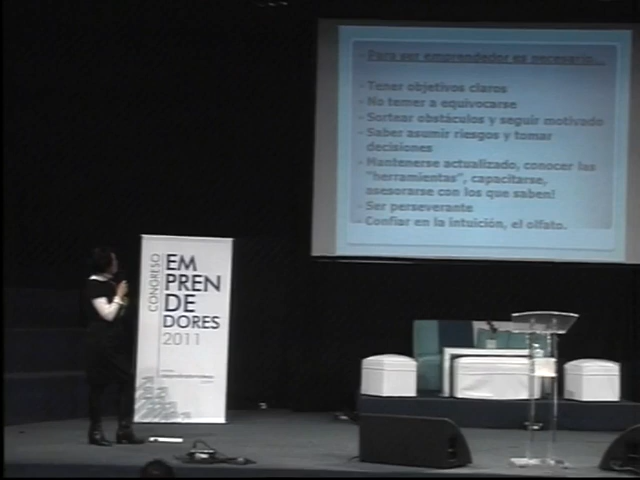 Para ser emprendedor es necesario...
- Tener objetivos claros
- No temer a equivocarse
- Sortear obstáculos y seguir motivado
- Saber asumir riesgos y tomar
decisiones
- Mantenerse actualizado, conocer las
"herramientas", capacitarse,
asesorarse con los que saben!
- Ser perseverante
- Confiar en la intuición, el olfato.
CONGRESO
EM
PREN
DE
DORES
2011